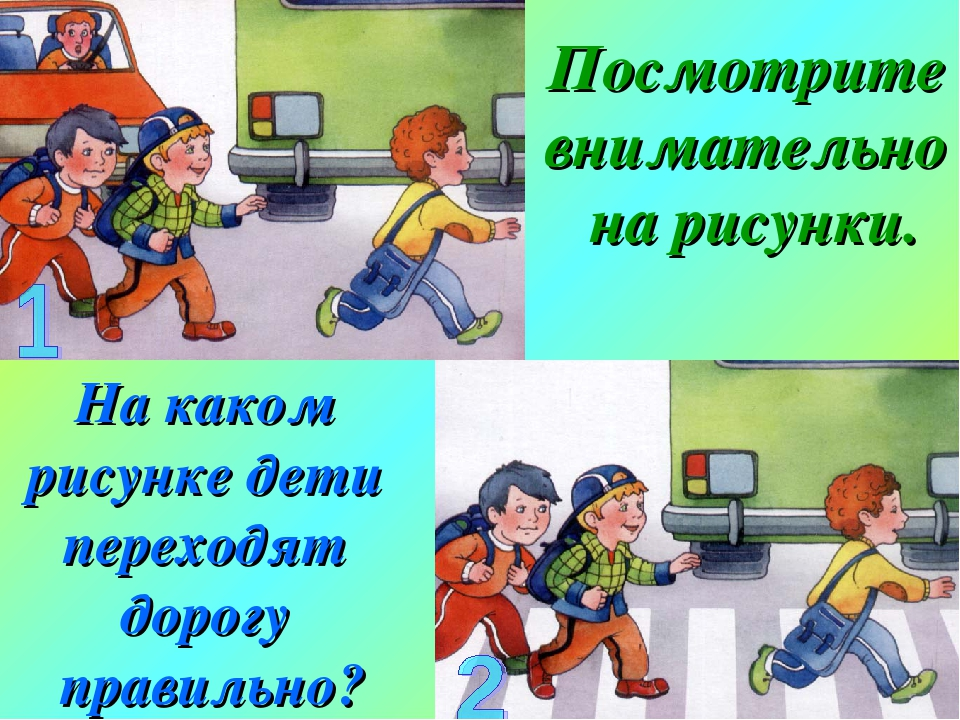 Посмотрите
внимательно
на рисунки.
1
На каком
рисунке дети
переходят
дорогу
правильно?
2